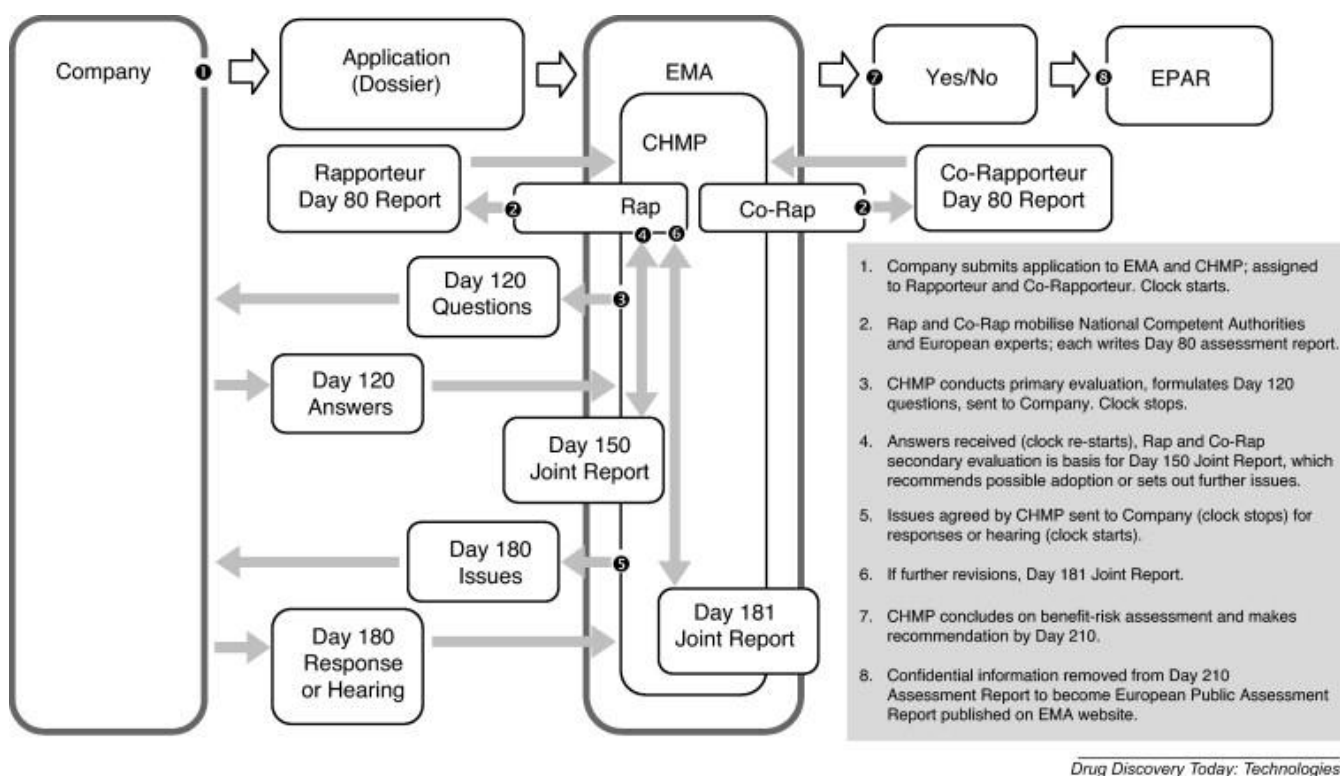 Company
❶
Application
(Dossier)
EMA
❼
Yes/No
❽
EPAR
CHMP
Rapporteur
Day 80 Report
❷
Rap
Co-Rap
❷
Co-Rapporteur
Day 80 Report
❹
❻
Day 120
Questions
❸
Day 120
Answers
Day 150
Joint Report
Day 180
Issues
❺
Day 181
Joint Report
Day 180
Response
or Hearing
1. Company submits application to EMA and CHMP; assigned
to Rapporteur and Co-Rapporteur. Clock starts.
2. Rap and Co-Rap mobilise National Competent Authorities
and European experts; each writes Day 80 assessment report.
3. CHMP conducts primary evaluation, formulates Day 120
questions, sent to Company. Clock stops.
4. Answers received (clock re-starts), Rap and Co-Rap
secondary evaluation is basis for Day 150 Joint Report, which
recommends possible adoption or sets out further issues.
5. Issues agreed by CHMP sent to Company (clock stops) for
responses or hearing (clock starts).
6. If further revisions, Day 181 Joint Report.
7. CHMP concludes on benefit-risk assessment and makes
recommendation by Day 210.
8. Confidential information removed from Day 210
Assessment Report to become European Public Assessment
Report published on EMA website.
Drug Discovery Today: Technologies